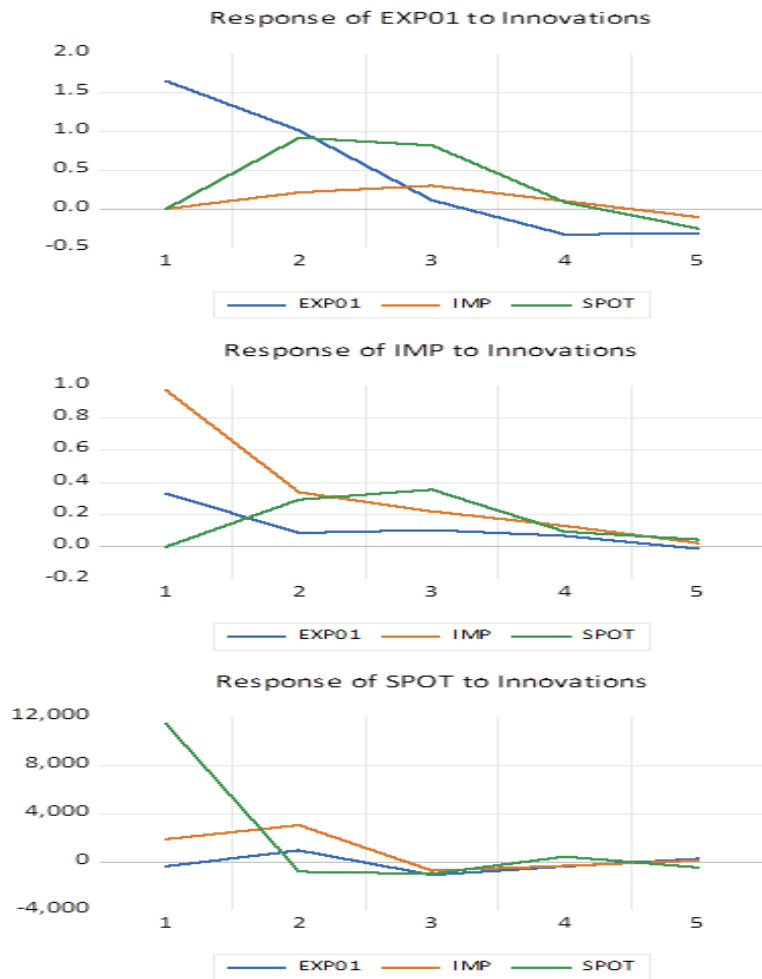 Response of EXP01 to Innovations
2.0
1.5
1.0
0.5
0.0
-0.5
1 2 3 4 5
EXP01 IMP SPOT
Response of IMP to Innovations
1.0
0.8
0.6
0.4
0.2
0.0
-0.2
1 2 3 4 5
EXP01 IMP SPOT
Response of SPOT to Innovations
12,000
8,000
4,000
0
-4,000
1 2 3 4 5
EXP01 IMP SPOT